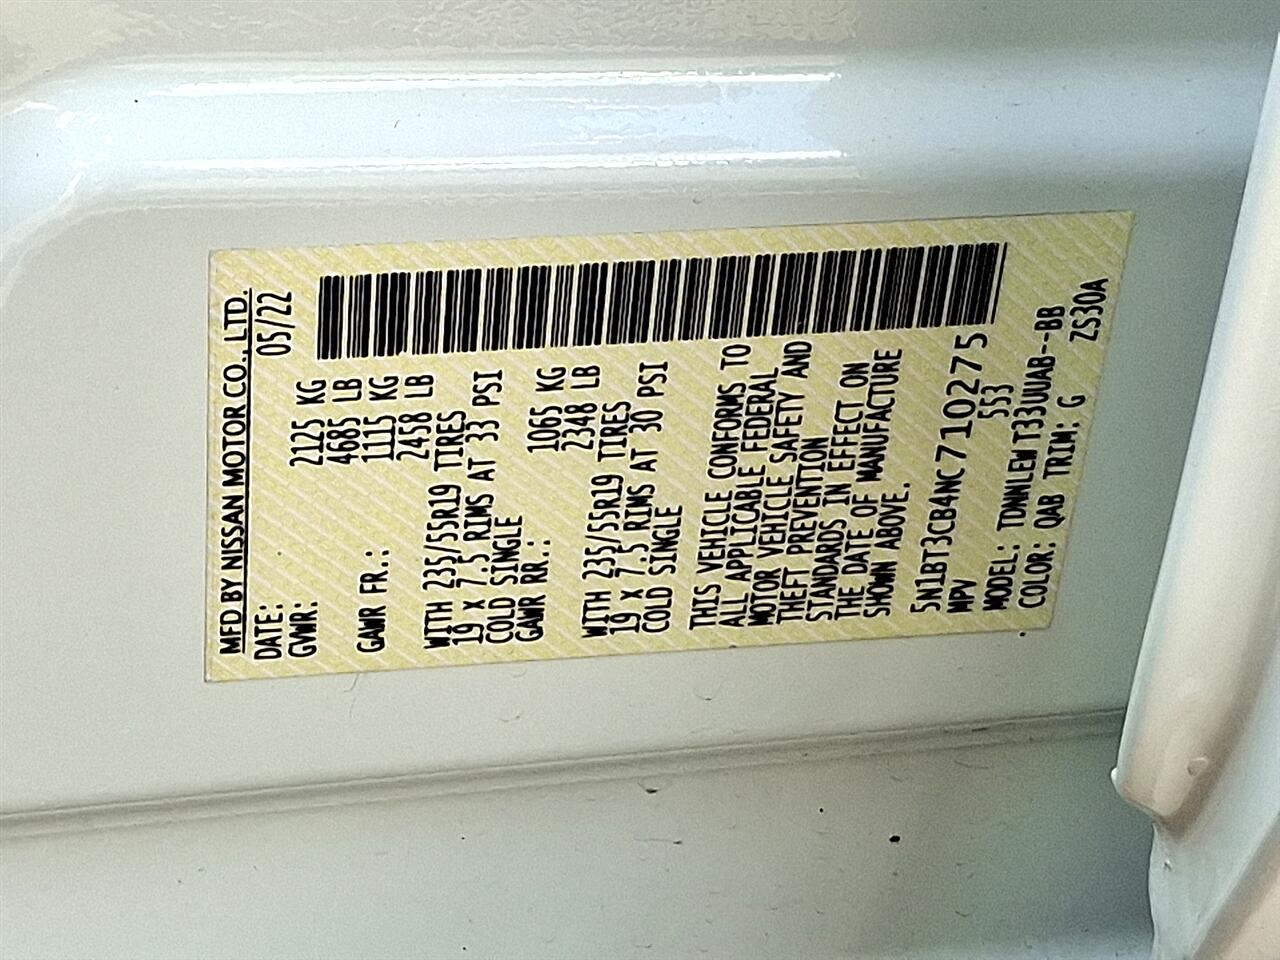 MFD BY NISSAN MOTOR CO., LTD.
DATE: 05/22
GVWR: 2125 KG
4685 LB
GAWR FR.: 1115 KG
2458 LB
WITH 235/55R19 TIRES
19 X 7.5 RIMS AT 33 PSI
COLD SINGLE
GAWR RR.: 1065 KG
2348 LB
WITH 235/55R19 TIRES
19 X 7.5 RIMS AT 30 PSI
COLD SINGLE
THIS VEHICLE CONFORMS TO
ALL APPLICABLE FEDERAL
MOTOR VEHICLE SAFETY AND
THEFT PREVENTION
STANDARDS IN EFFECT ON
THE DATE OF MANUFACTURE
SHOWN ABOVE.
5N1BT3CB4NC710275
MPV 553
MODEL: TDNNLEWT33UUAB--BB
COLOR: QAB TRIM: G ZS30A